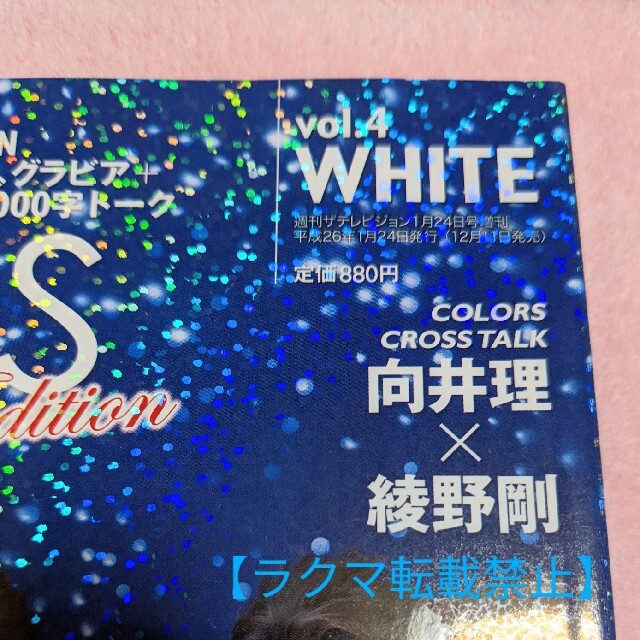 vol.4
WHITE
週刊ザテレビジョン1月24日号増刊
平成26年1月24日発行(12月11日発売)
定価880円
N
グラビア+
000字トーク
S
Edition
COLORS
CROSS TALK
向井理
×
綾野剛
【ラクマ転載禁止】